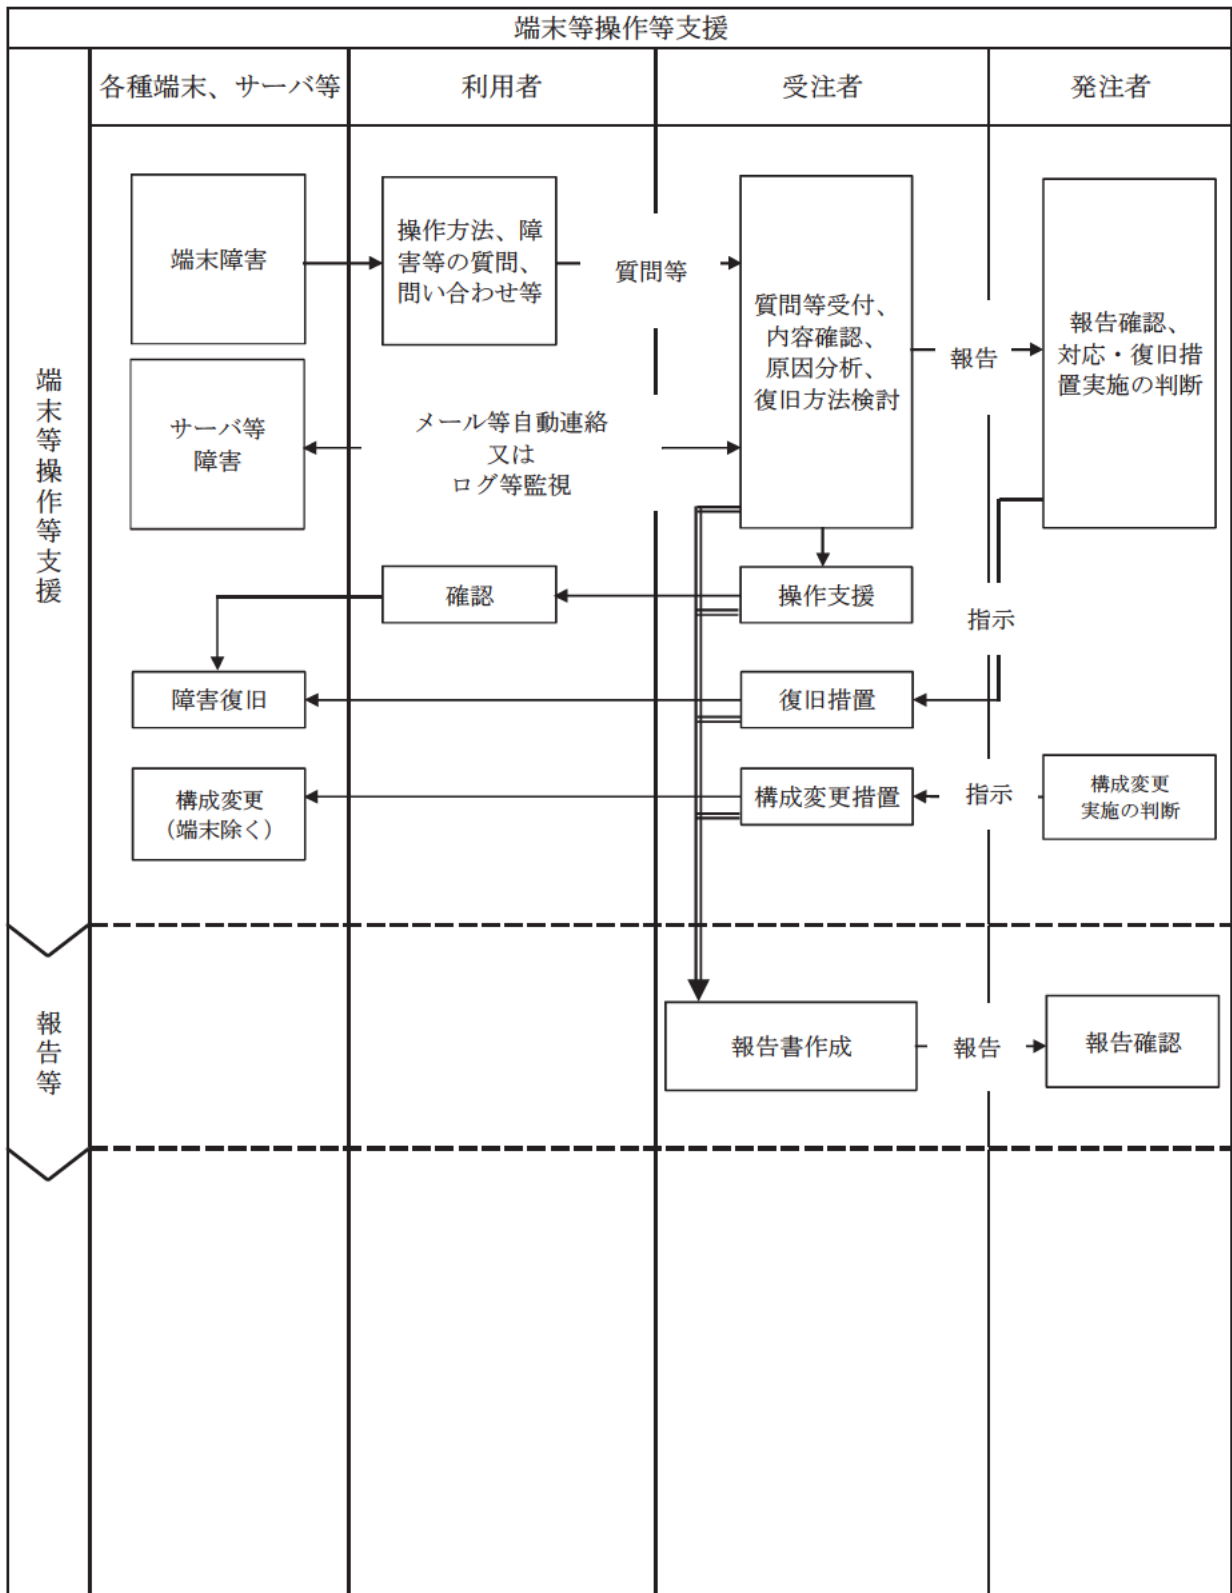 端末等操作等支援
各種端末、サーバ等
利用者
受注者
発注者
端末等操作等支援
端末障害
操作方法、障
害等の質問、
問い合わせ等
質問等
質問等受付、
内容確認、
原因分析、
復旧方法検討
報告
報告確認、
対応・復旧措
置実施の判断
サーバ等
障害
メール等自動連絡
又は
ログ等監視
確認
操作支援
指示
障害復旧
復旧措置
構成変更
（端末除く）
構成変更措置
指示
構成変更
実施の判断
報告等
報告書作成
報告
報告確認